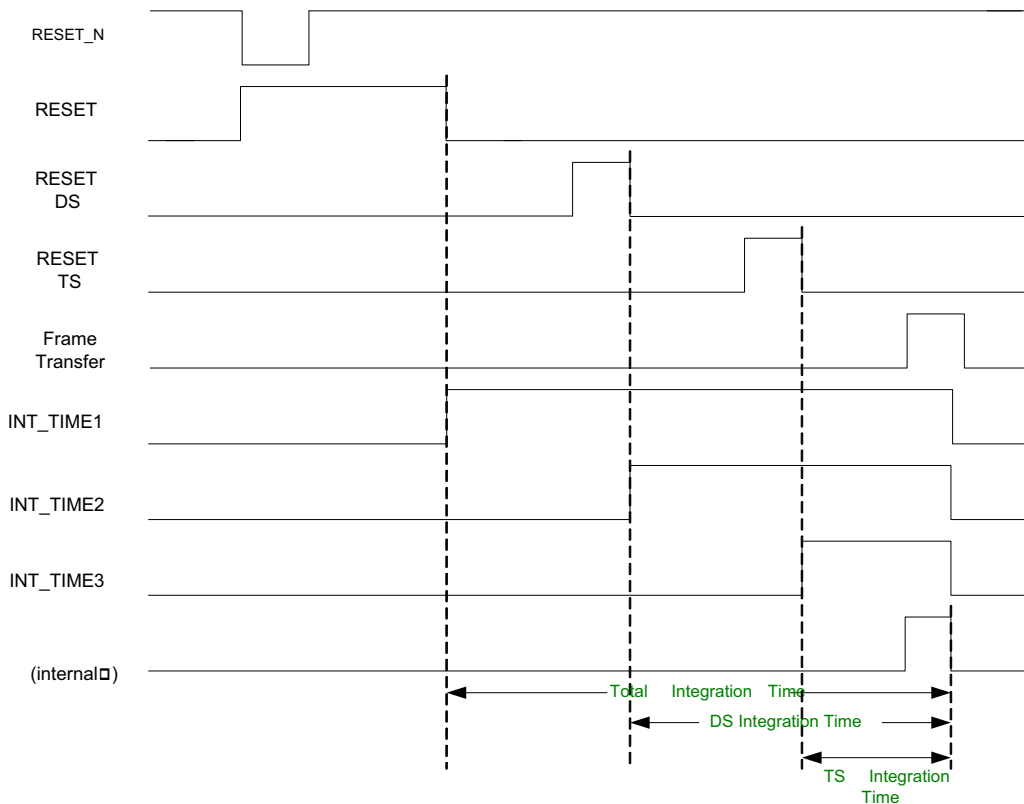 RESET_N
RESET
RESET
DS
RESET
TS
Frame
Transfer
INT_TIME1
INT_TIME2
INT_TIME3
(internal□)
Total Integration Time
DS Integration Time
TS Integration
Time